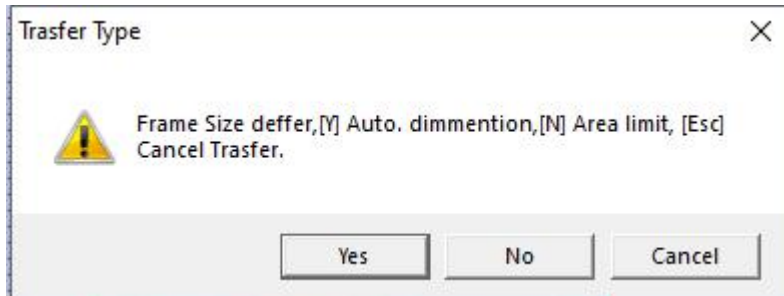 Trasfer Type
Frame Size deffer,[Y] Auto. dimmention,[N] Area limit, [Esc]
Cancel Trasfer.
Yes No Cancel